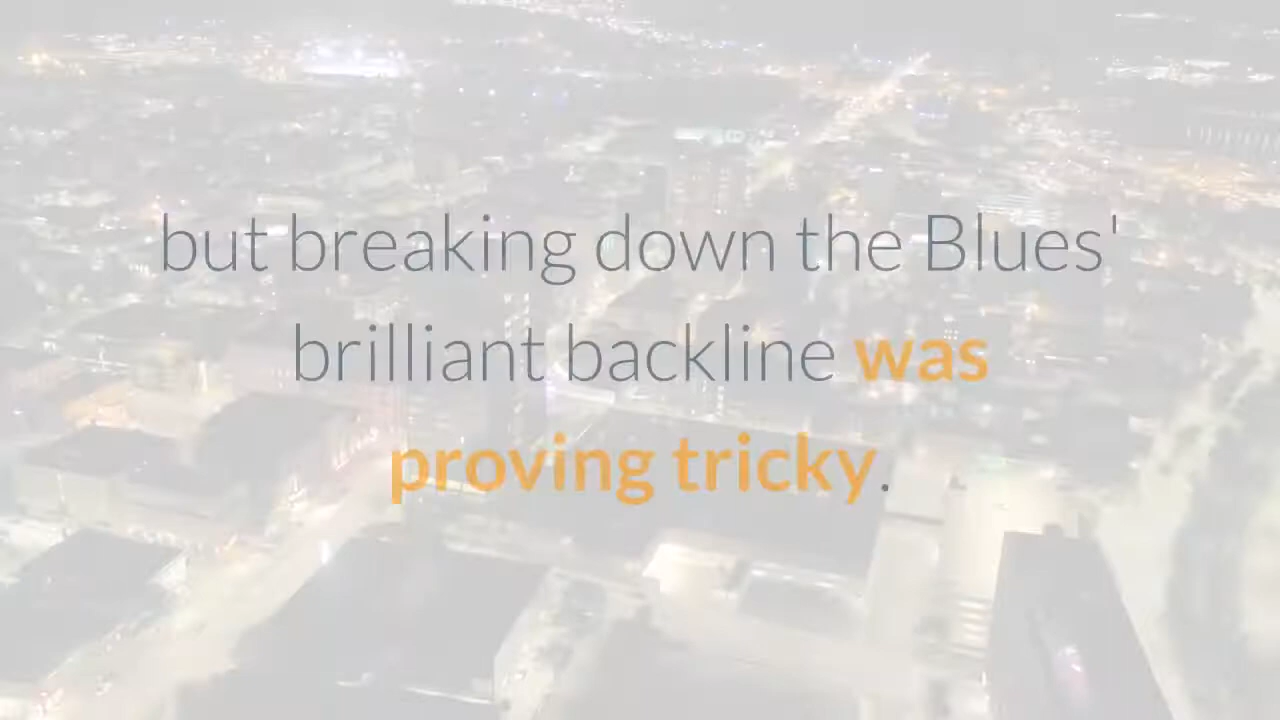 but breaking down the Blues'
brilliant backline was
proving tricky.